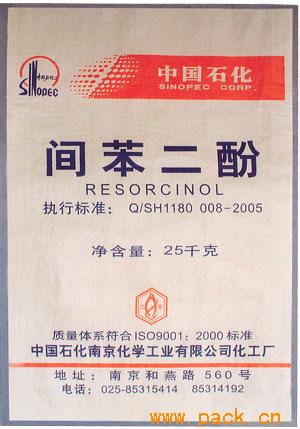 SINOPEC
中国石化
SINOPEC CORP.
间苯二酚
RESORCINOL
执行标准： Q/SH1180 008-2005
净含量：25千克
质量体系符合ISO9001：2000标准
中国石化南京化学工业有限公司化工厂
地 址： 南京和燕路560号
电话：025-85315414 85314192
www.pack.cn